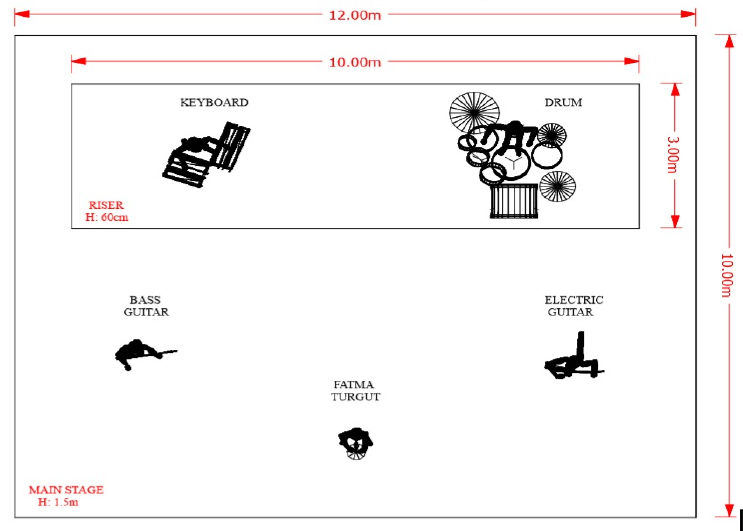 12.00m
10.00m
KEYBOARD
DRUM
3.00m
RISER
H: 60cm
10.00m
BASS
GUITAR
ELECTRIC
GUITAR
FATMA
TURGUT
MAIN STAGE
H: 1.5m